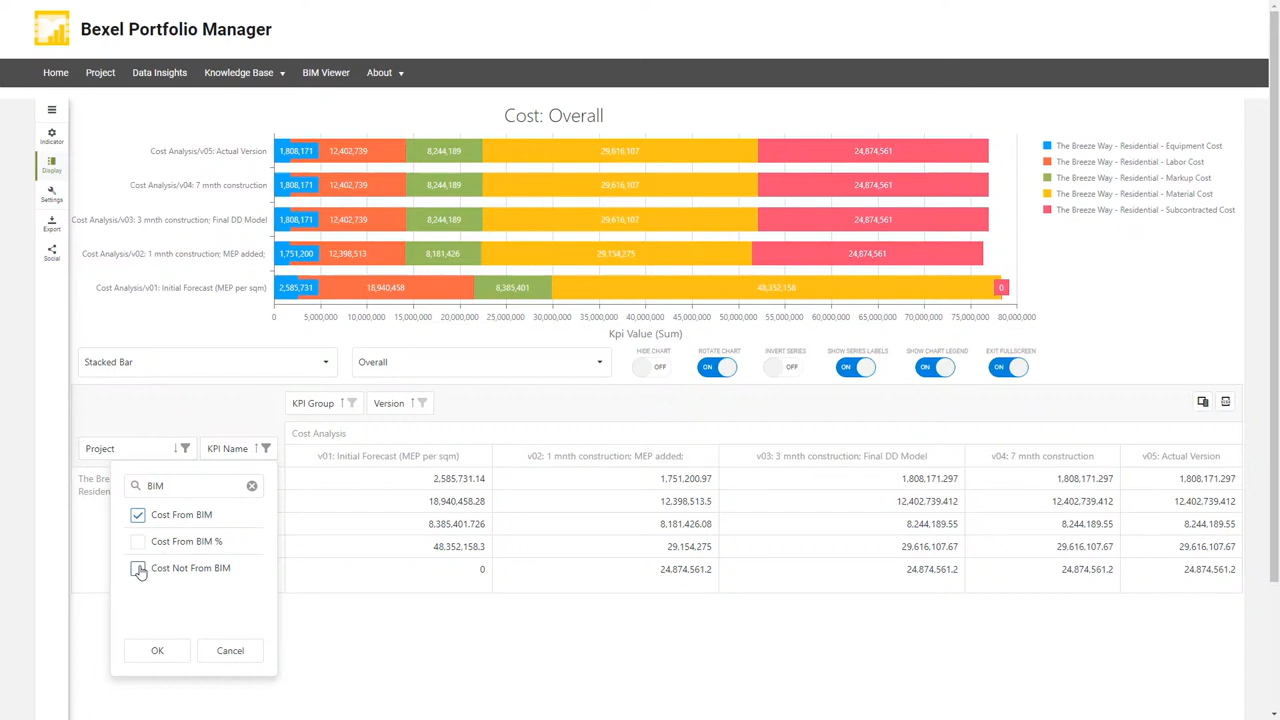 Bexel Portfolio Manager
Home Project Data Insights Knowledge Base BIM Viewer About
Indicator
Display
Settings
Export
Social
Cost: Overall
Cost Analysis/v05: Actual Version 1,808,171 12,402,739 8,244,189 29,616,107 24,874,561
Cost Analysis/v04: 7 mnth construction 1,808,171 12,402,739 8,244,189 29,616,107 24,874,561
Cost Analysis/v03: 3 mnth construction; Final DD Model 1,808,171 12,402,739 8,244,189 29,616,107 24,874,561
Cost Analysis/v02: 1 mnth construction; MEP added; 1,751,200 12,398,513 8,181,426 29,154,275 24,874,561
Cost Analysis/v01: Initial Forecast (MEP per sqm) 2,585,731 18,940,458 8,385,401 48,352,158 0
0 5,000,000 10,000,000 15,000,000 20,000,000 25,000,000 30,000,000 35,000,000 40,000,000 45,000,000 50,000,000 55,000,000 60,000,000 65,000,000 70,000,000 75,000,000 80,000,000
Kpi Value (Sum)
The Breeze Way - Residential - Equipment Cost
The Breeze Way - Residential - Labor Cost
The Breeze Way - Residential - Markup Cost
The Breeze Way - Residential - Material Cost
The Breeze Way - Residential - Subcontracted Cost
Stacked Bar Overall
HIDE CHART ROTATE CHART INVERT SERIES SHOW SERIES LABELS SHOW CHART LEGEND EXIT FULLSCREEN
OFF ON OFF ON ON ON
KPI Group Version
Cost Analysis
Project KPI Name
v01: Initial Forecast (MEP per sqm) v02: 1 mnth construction; MEP added; v03: 3 mnth construction; Final DD Model v04: 7 mnth construction v05: Actual Version
The Bre
Residen
2,585,731.14 1,751,200.97 1,808,171.297 1,808,171.297 1,808,171.297
18,940,458.28 12,398,513.5 12,402,739.412 12,402,739.412 12,402,739.412
8,385,401.726 8,181,426.08 8,244,189.55 8,244,189.55 8,244,189.55
48,352,158.3 29,154,275 29,616,107.67 29,616,107.67 29,616,107.67
0 24,874,561.2 24,874,561.2 24,874,561.2 24,874,561.2
BIM
Cost From BIM
Cost From BIM %
Cost Not From BIM
OK Cancel